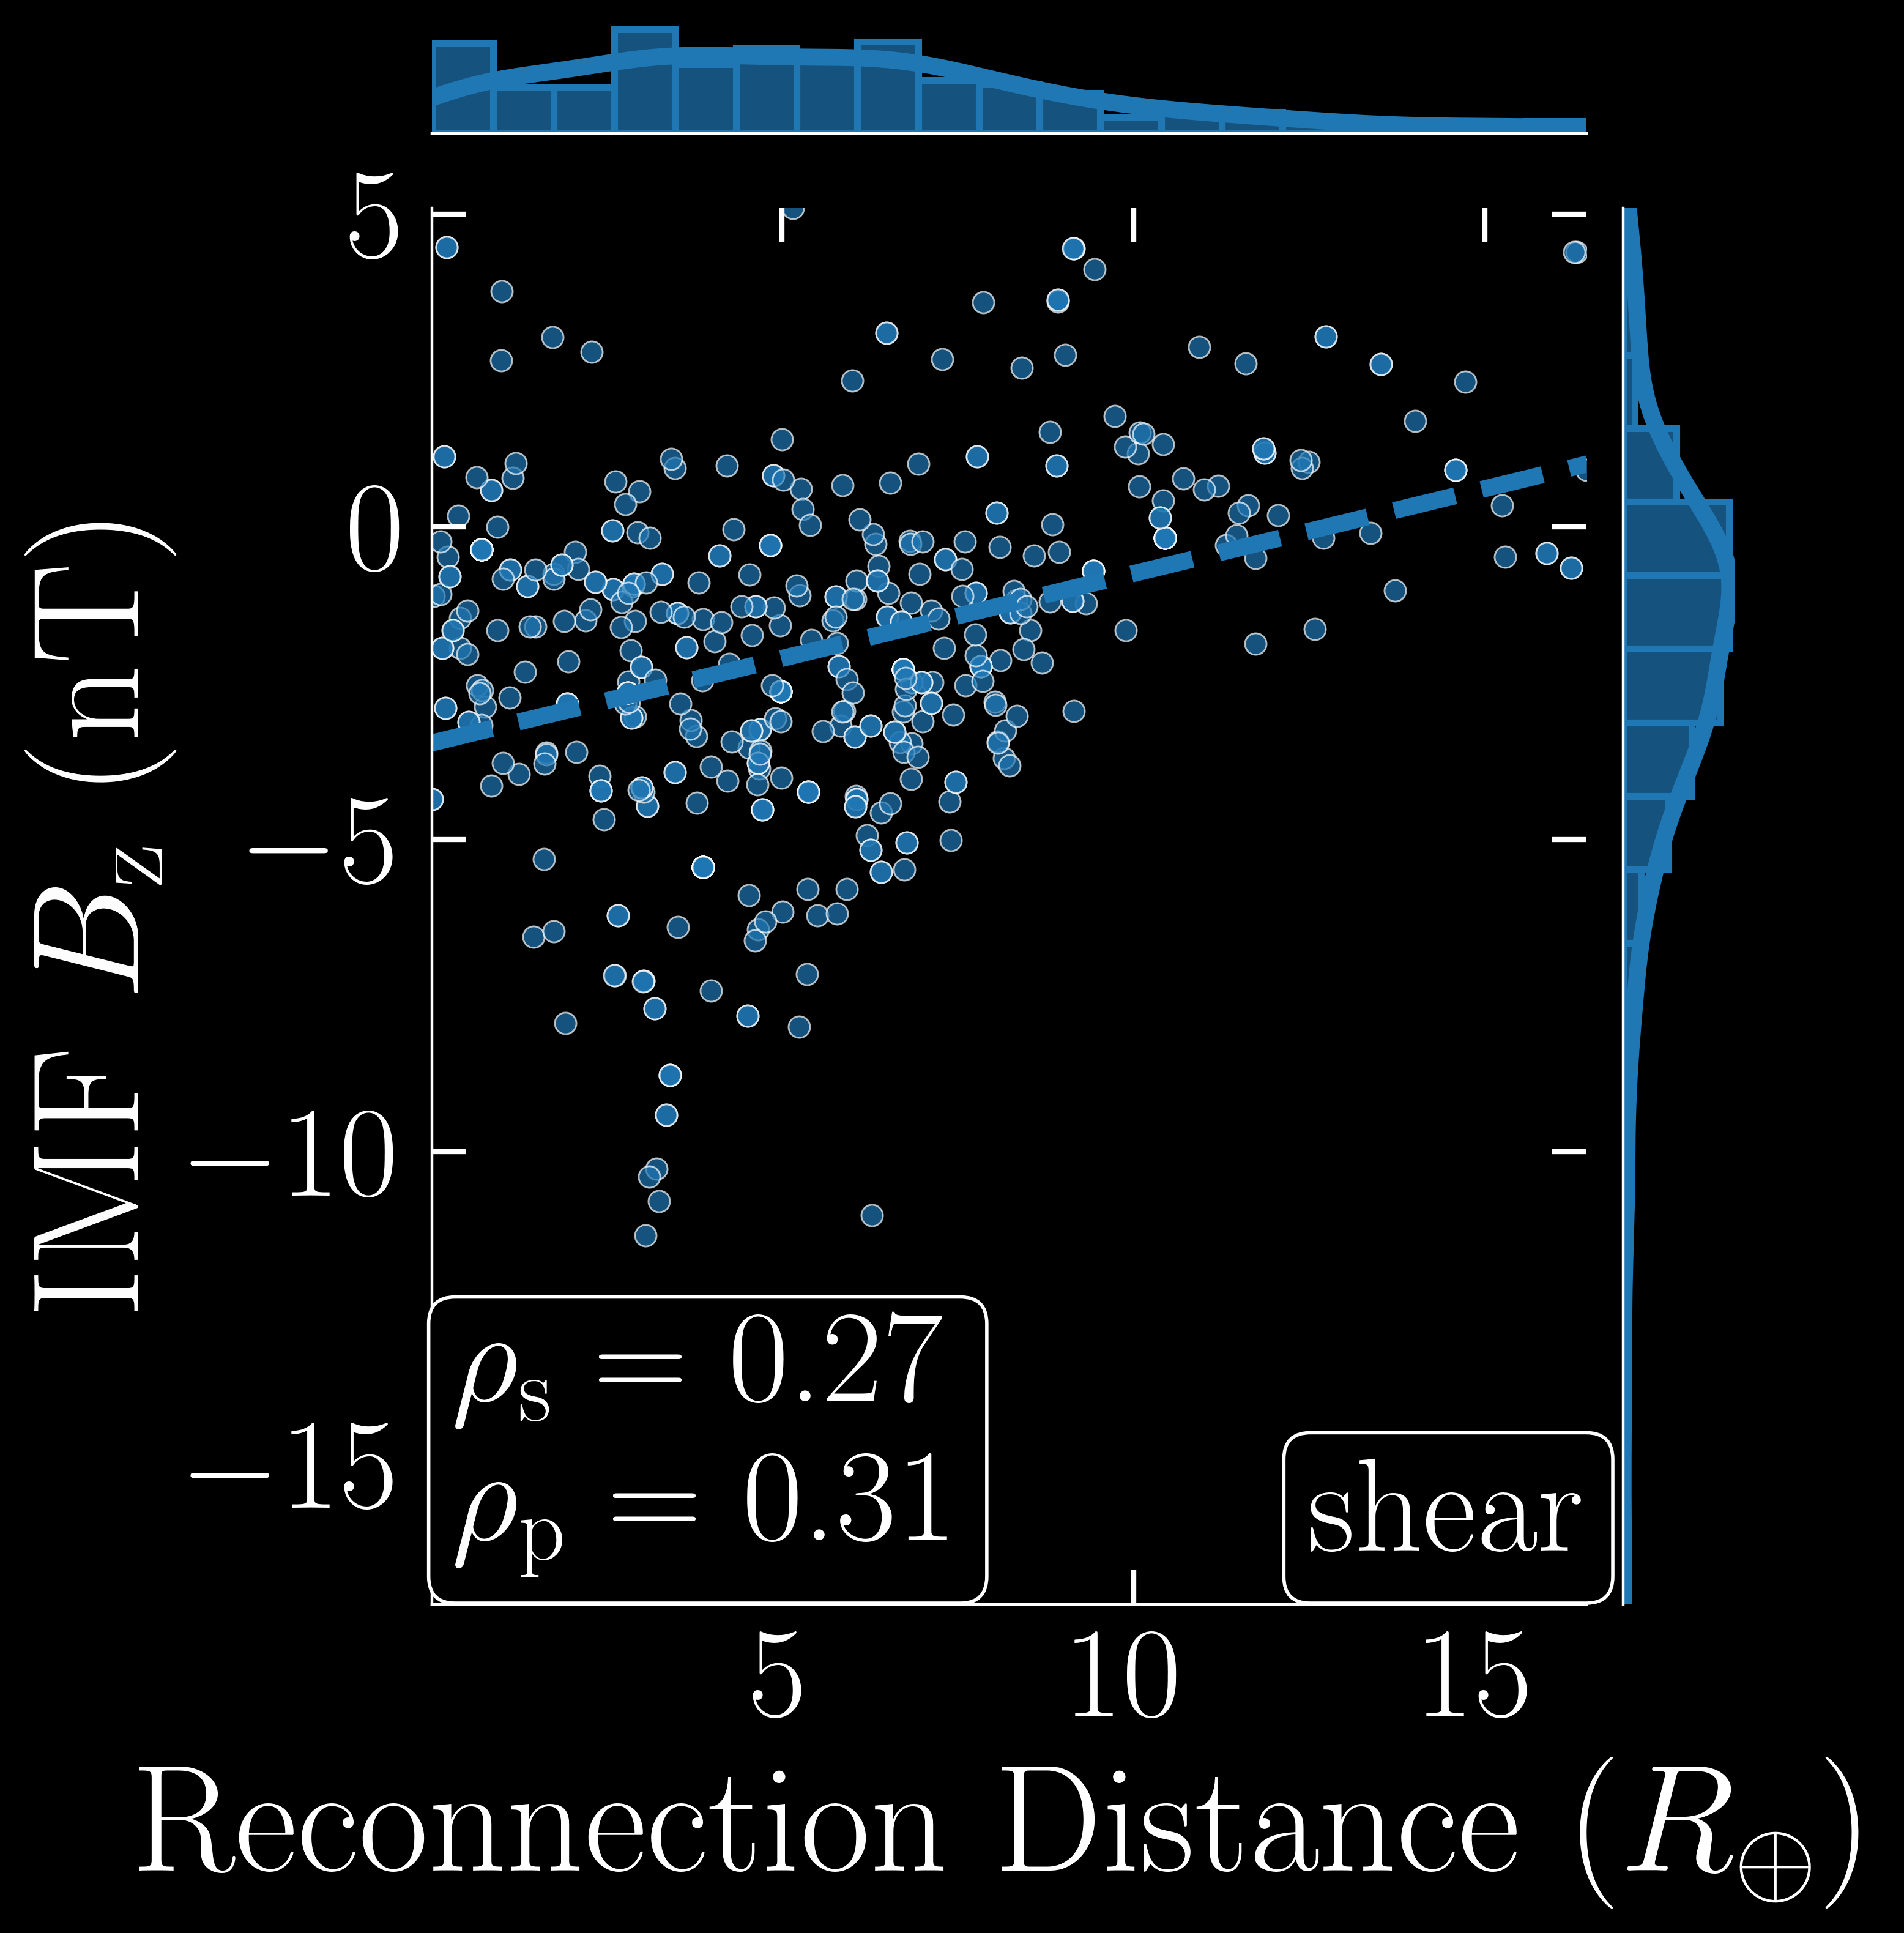 5
0
−5
−10
−15
IMF B_z (nT)
ρ_s = 0.27
ρ_p = 0.31
shear
5 10 15
Reconnection Distance (R_⊕)